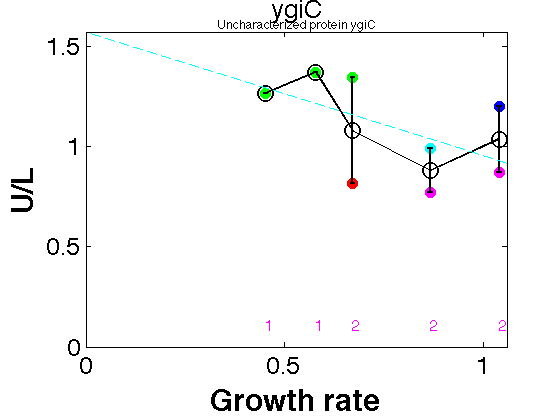 ygiC
Uncharacterized protein ygiC
1.5
1
0.5
0
U/L
1 1 2 2 2
0 0.5 1
Growth rate